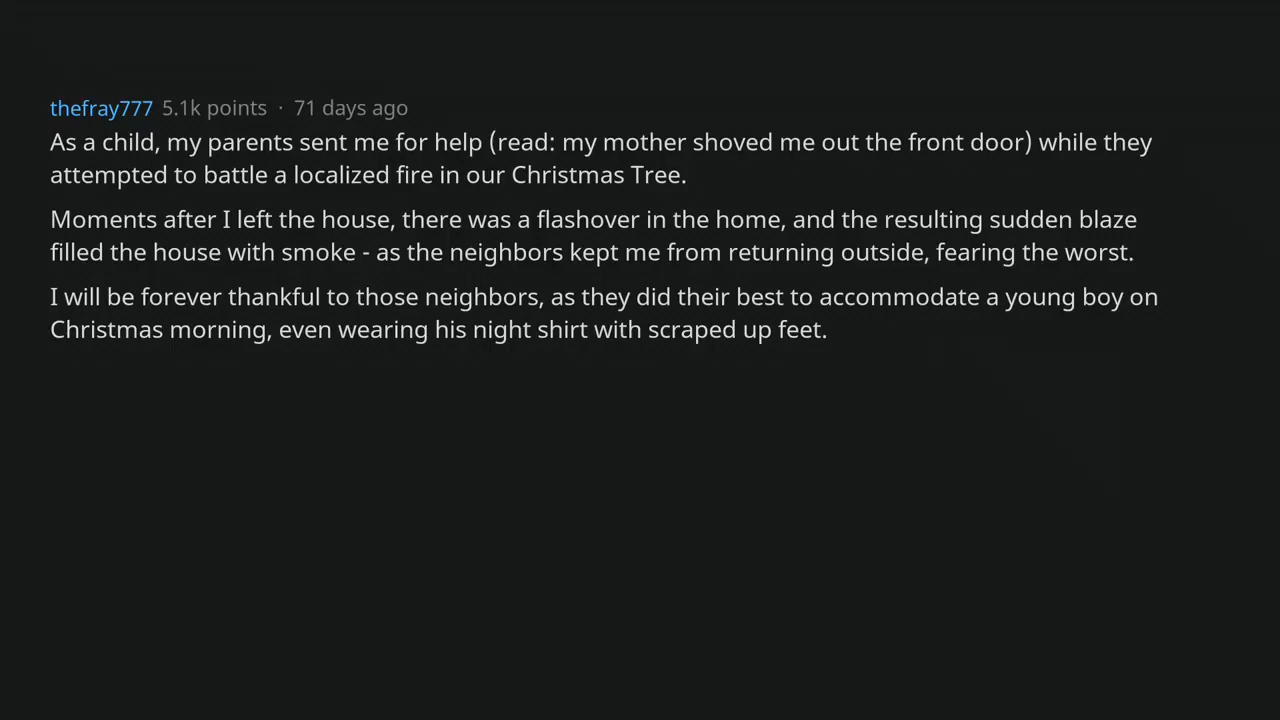 thefray777 5.1k points · 71 days ago
As a child, my parents sent me for help (read: my mother shoved me out the front door) while they
attempted to battle a localized fire in our Christmas Tree.
Moments after I left the house, there was a flashover in the home, and the resulting sudden blaze
filled the house with smoke - as the neighbors kept me from returning outside, fearing the worst.
I will be forever thankful to those neighbors, as they did their best to accommodate a young boy on
Christmas morning, even wearing his night shirt with scraped up feet.